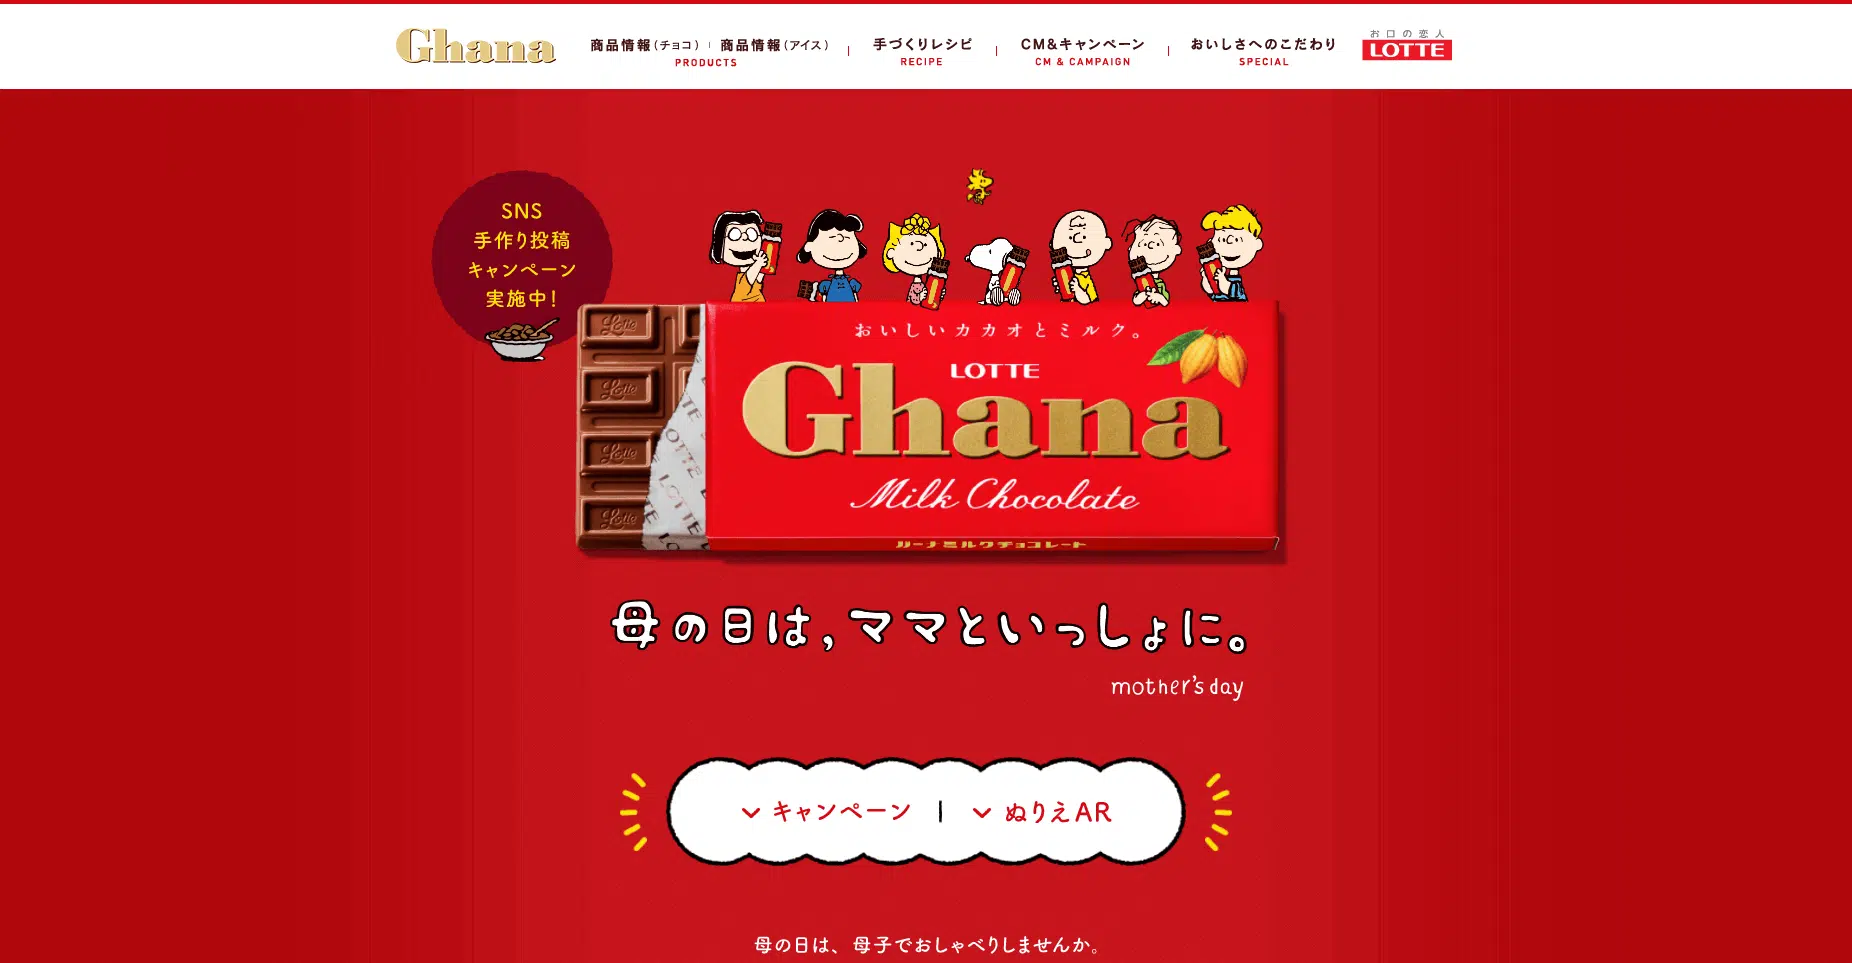 Ghana
商品情報(チョコ)
商品情報(アイス)
PRODUCTS
手づくりレシピ
RECIPE
CM&キャンペーン
CM & CAMPAIGN
おいしさへのこだわり
SPECIAL
お口の恋人
LOTTE
SNS
手作り投稿
キャンペーン
実施中!
おいしいカカオとミルク。
LOTTE
Ghana
Milk Chocolate
ガーナミルクチョコレート
Lotte
Lotte
Lotte
Lotte
LOTTE
LOTTE
LOTTE
母の日は,ママといっしょに。
mother's day
キャンペーン
ぬりえAR
母の日は、母子でおしゃべりしませんか。